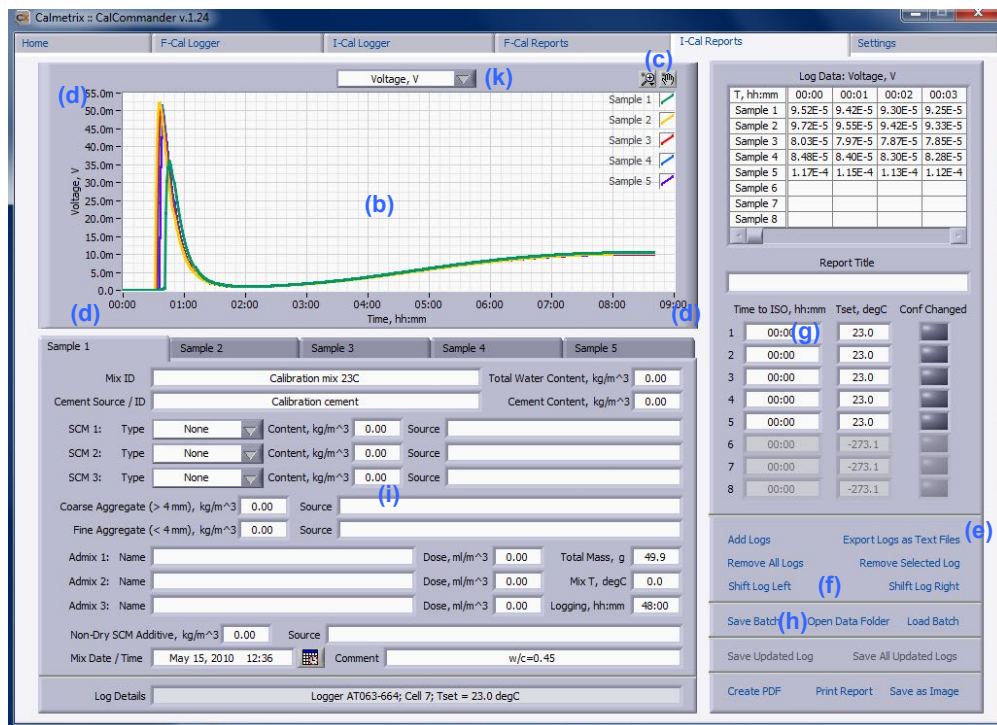 Calmetrix :: CalCommander v.1.24
Home F-Cal Logger I-Cal Logger F-Cal Reports I-Cal Reports Settings
(c)
Voltage, V (k)
(d)
55.0m
50.0m
45.0m
40.0m
35.0m
30.0m
25.0m
20.0m
15.0m
10.0m
5.0m
0.0
Voltage, V
Sample 1
Sample 2
Sample 3
Sample 4
Sample 5
(b)
00:00 01:00 02:00 03:00 04:00 05:00 06:00 07:00 08:00 09:00
(d) Time, hh:mm (d)
Log Data: Voltage, V
T, hh:mm 00:00 00:01 00:02 00:03
Sample 1 9.52E-5 9.42E-5 9.30E-5 9.25E-5
Sample 2 9.72E-5 9.55E-5 9.42E-5 9.33E-5
Sample 3 8.03E-5 7.97E-5 7.87E-5 7.85E-5
Sample 4 8.48E-5 8.40E-5 8.30E-5 8.28E-5
Sample 5 1.17E-4 1.15E-4 1.13E-4 1.12E-4
Sample 6
Sample 7
Sample 8
Report Title
Time to ISO, hh:mm Tset, degC Conf Changed
1 00:00 (g) 23.0
2 00:00 23.0
3 00:00 23.0
4 00:00 23.0
5 00:00 23.0
6 00:00 -273.1
7 00:00 -273.1
8 00:00 -273.1
Sample 1 Sample 2 Sample 3 Sample 4 Sample 5
Mix ID Calibration mix 23C Total Water Content, kg/m^3 0.00
Cement Source / ID Calibration cement Cement Content, kg/m^3 0.00
SCM 1: Type None Content, kg/m^3 0.00 Source
SCM 2: Type None Content, kg/m^3 0.00 Source
SCM 3: Type None Content, kg/m^3 0.00 Source
(i)
Coarse Aggregate (> 4 mm), kg/m^3 0.00 Source
Fine Aggregate (< 4 mm), kg/m^3 0.00 Source
Admix 1: Name Dose, ml/m^3 0.00 Total Mass, g 49.9
Admix 2: Name Dose, ml/m^3 0.00 Mix T, degC 0.0
Admix 3: Name Dose, ml/m^3 0.00 Logging, hh:mm 48:00
Non-Dry SCM Additive, kg/m^3 0.00 Source
Mix Date / Time May 15, 2010 12:36 Comment w/c=0.45
Log Details Logger AT063-664; Cell 7; Tset = 23.0 degC
Add Logs Export Logs as Text Files (e)
Remove All Logs Remove Selected Log
Shift Log Left (f) Shilft Log Right
Save Batch (h) Open Data Folder Load Batch
Save Updated Log Save All Updated Logs
Create PDF Print Report Save as Image